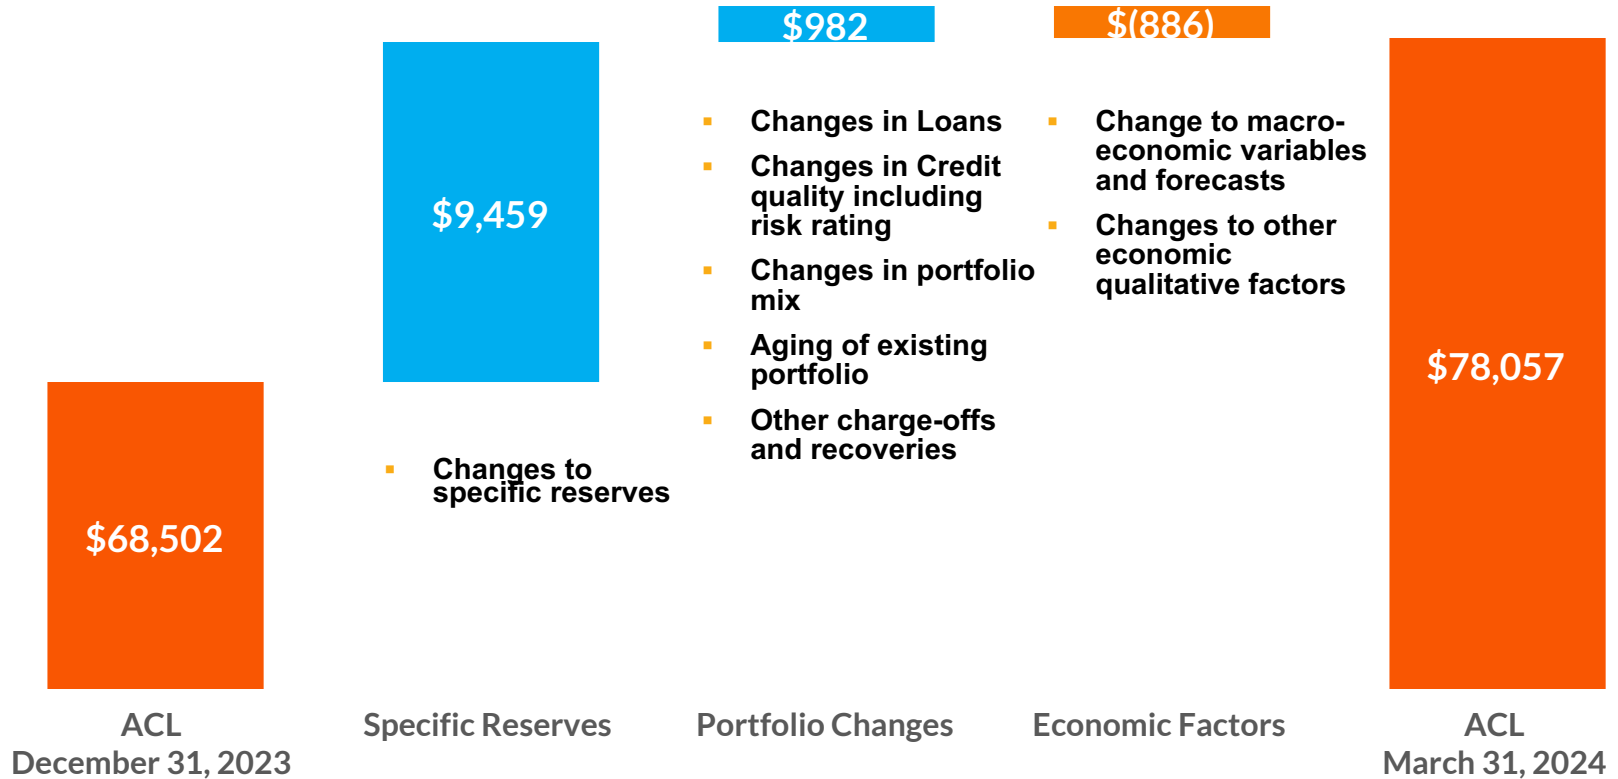 $982
$(886)
$9,459
▪ Changes in Loans
▪ Changes in Credit
quality including
risk rating
▪ Changes in portfolio
mix
▪ Aging of existing
portfolio
▪ Other charge-offs
and recoveries
▪ Change to macro-
economic variables
and forecasts
▪ Changes to other
economic
qualitative factors
$78,057
▪ Changes to
specific reserves
$68,502
ACL
December 31, 2023
Specific Reserves
Portfolio Changes
Economic Factors
ACL
March 31, 2024